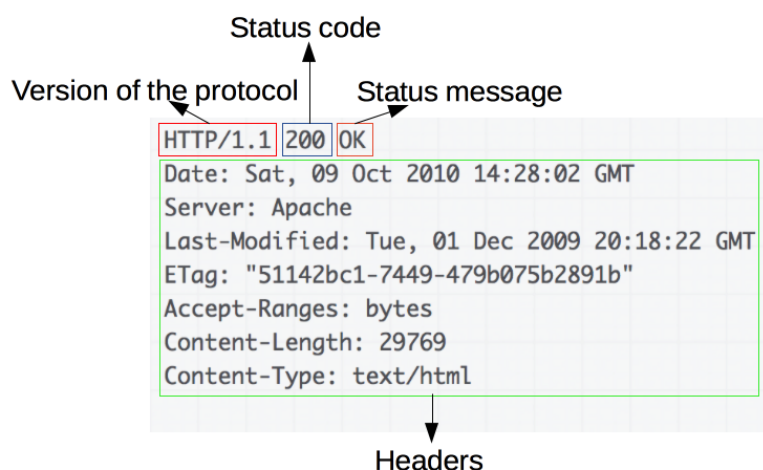 Status code
Version of the protocol Status message
HTTP/1.1 200 OK
Date: Sat, 09 Oct 2010 14:28:02 GMT
Server: Apache
Last-Modified: Tue, 01 Dec 2009 20:18:22 GMT
ETag: "51142bc1-7449-479b075b2891b"
Accept-Ranges: bytes
Content-Length: 29769
Content-Type: text/html
Headers